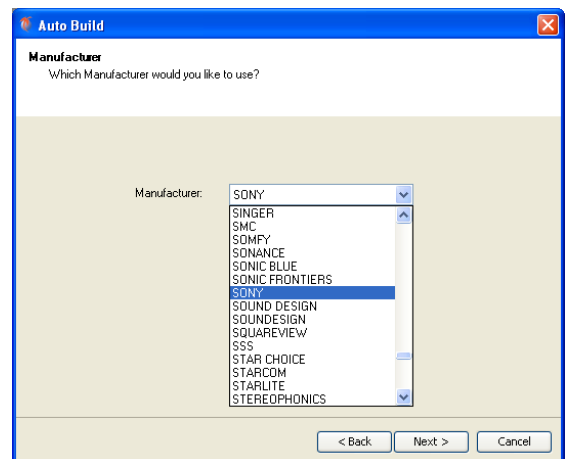 Auto Build
Manufacturer
Which Manufacturer would you like to use?
Manufacturer: SONY
SINGER
SMC
SOMFY
SONANCE
SONIC BLUE
SONIC FRONTIERS
SONY
SOUND DESIGN
SOUNDESIGN
SQUAREVIEW
SSS
STAR CHOICE
STARCOM
STARLITE
STEREOPHONICS
< Back Next > Cancel